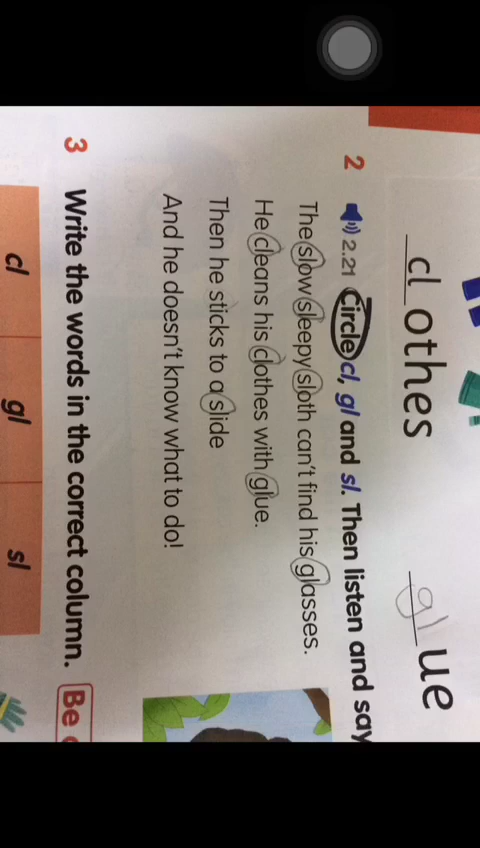 cl othes gl ue
2 2.21 Circle cl, gl and sl. Then listen and say
The slow sleepy sloth can't find his glasses.
He cleans his clothes with glue.
Then he sticks to a slide
And he doesn't know what to do!
3 Write the words in the correct column. Be
cl gl sl